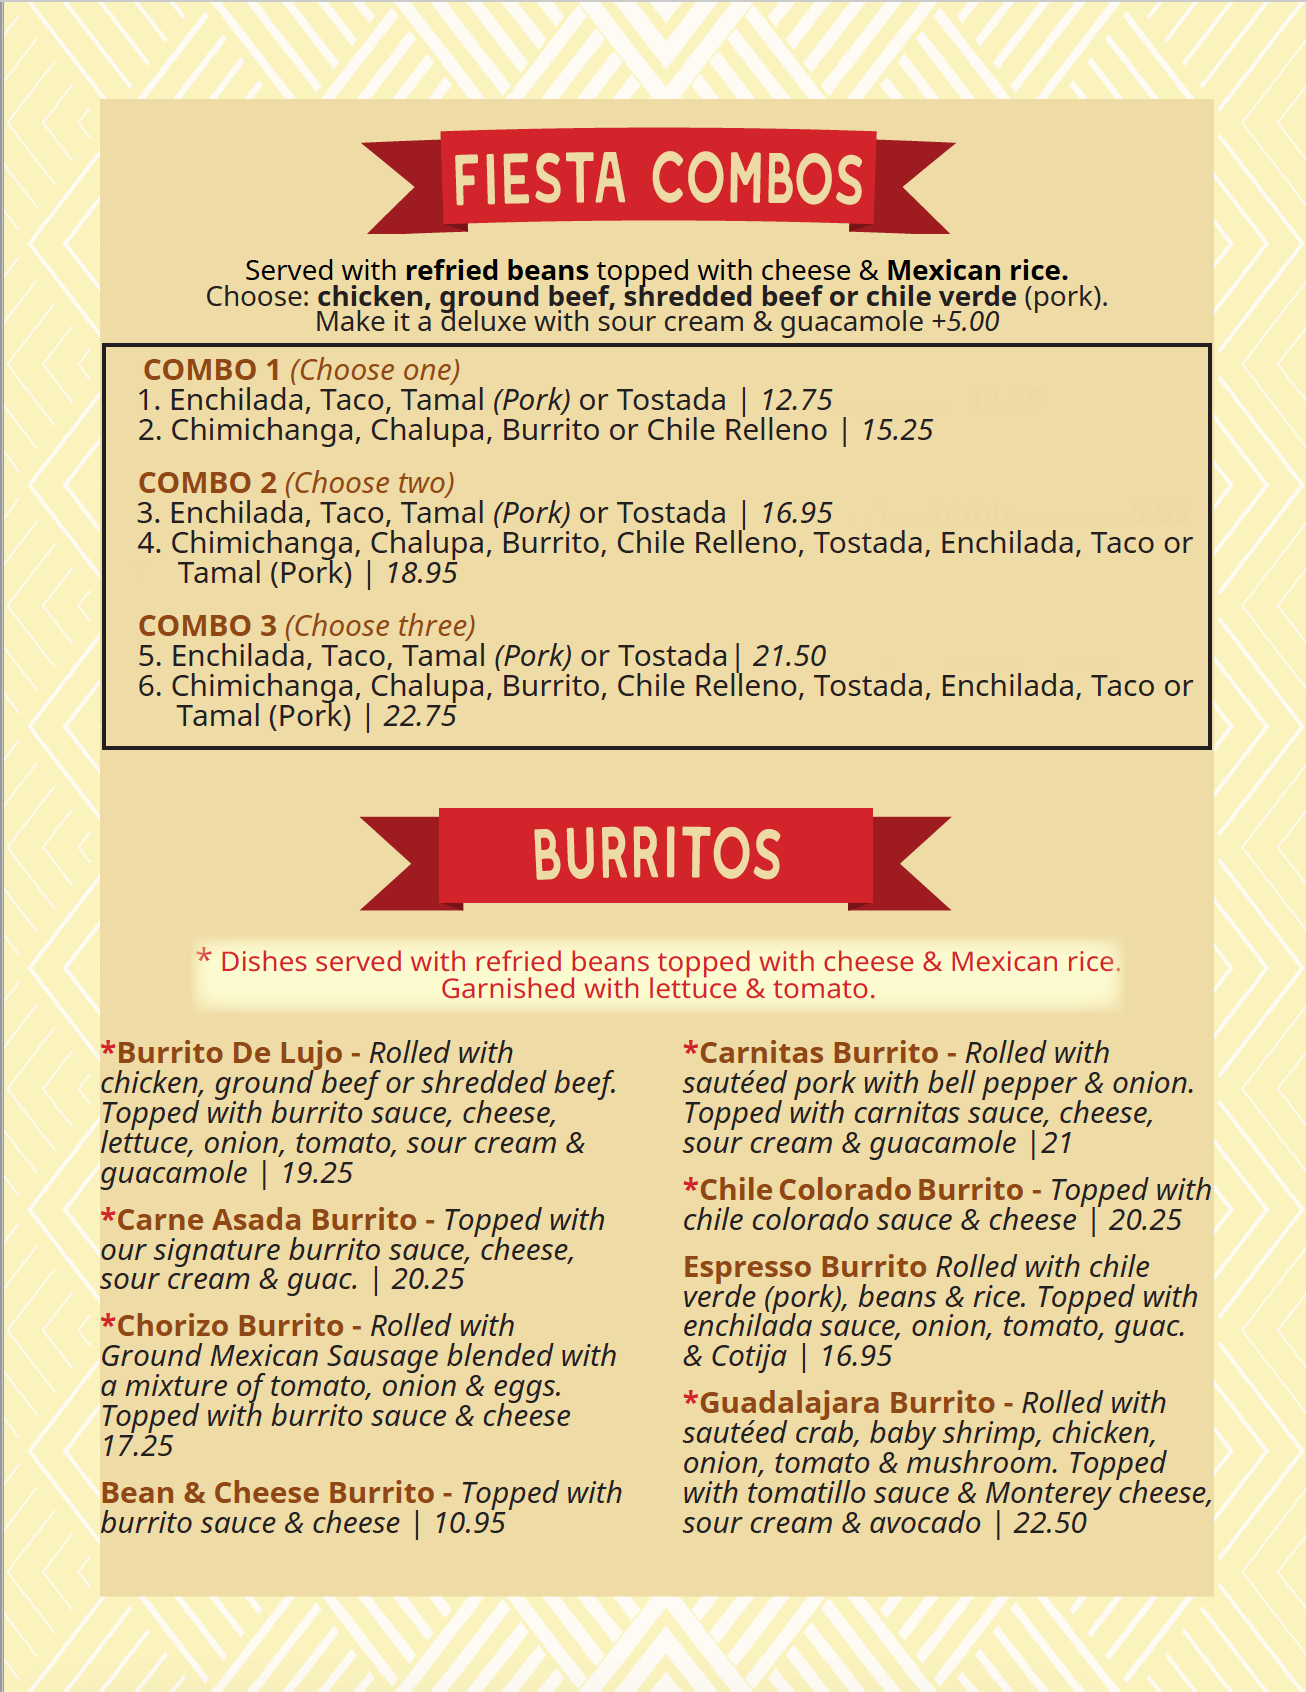 FIESTA COMBOS
Served with refried beans topped with cheese & Mexican rice.
Choose: chicken, ground beef, shredded beef or chile verde (pork).
Make it a deluxe with sour cream & guacamole +5.00
COMBO 1 (Choose one)
1. Enchilada, Taco, Tamal (Pork) or Tostada | 12.75
2. Chimichanga, Chalupa, Burrito or Chile Relleno | 15.25
COMBO 2 (Choose two)
3. Enchilada, Taco, Tamal (Pork) or Tostada | 16.95
4. Chimichanga, Chalupa, Burrito, Chile Relleno, Tostada, Enchilada, Taco or
Tamal (Pork) | 18.95
COMBO 3 (Choose three)
5. Enchilada, Taco, Tamal (Pork) or Tostada| 21.50
6. Chimichanga, Chalupa, Burrito, Chile Relleno, Tostada, Enchilada, Taco or
Tamal (Pork) | 22.75
BURRITOS
* Dishes served with refried beans topped with cheese & Mexican rice.
Garnished with lettuce & tomato.
*Burrito De Lujo - Rolled with
chicken, ground beef or shredded beef.
Topped with burrito sauce, cheese,
lettuce, onion, tomato, sour cream &
guacamole | 19.25
*Carne Asada Burrito - Topped with
our signature burrito sauce, cheese,
sour cream & guac. | 20.25
*Chorizo Burrito - Rolled with
Ground Mexican Sausage blended with
a mixture of tomato, onion & eggs.
Topped with burrito sauce & cheese
17.25
Bean & Cheese Burrito - Topped with
burrito sauce & cheese | 10.95
*Carnitas Burrito - Rolled with
sautéed pork with bell pepper & onion.
Topped with carnitas sauce, cheese,
sour cream & guacamole |21
*Chile Colorado Burrito - Topped with
chile colorado sauce & cheese | 20.25
Espresso Burrito Rolled with chile
verde (pork), beans & rice. Topped with
enchilada sauce, onion, tomato, guac.
& Cotija | 16.95
*Guadalajara Burrito - Rolled with
sautéed crab, baby shrimp, chicken,
onion, tomato & mushroom. Topped
with tomatillo sauce & Monterey cheese,
sour cream & avocado | 22.50